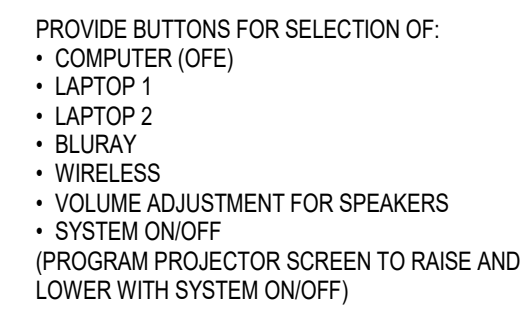 PROVIDE BUTTONS FOR SELECTION OF:
• COMPUTER (OFE)
• LAPTOP 1
• LAPTOP 2
• BLURAY
• WIRELESS
• VOLUME ADJUSTMENT FOR SPEAKERS
• SYSTEM ON/OFF
(PROGRAM PROJECTOR SCREEN TO RAISE AND
LOWER WITH SYSTEM ON/OFF)